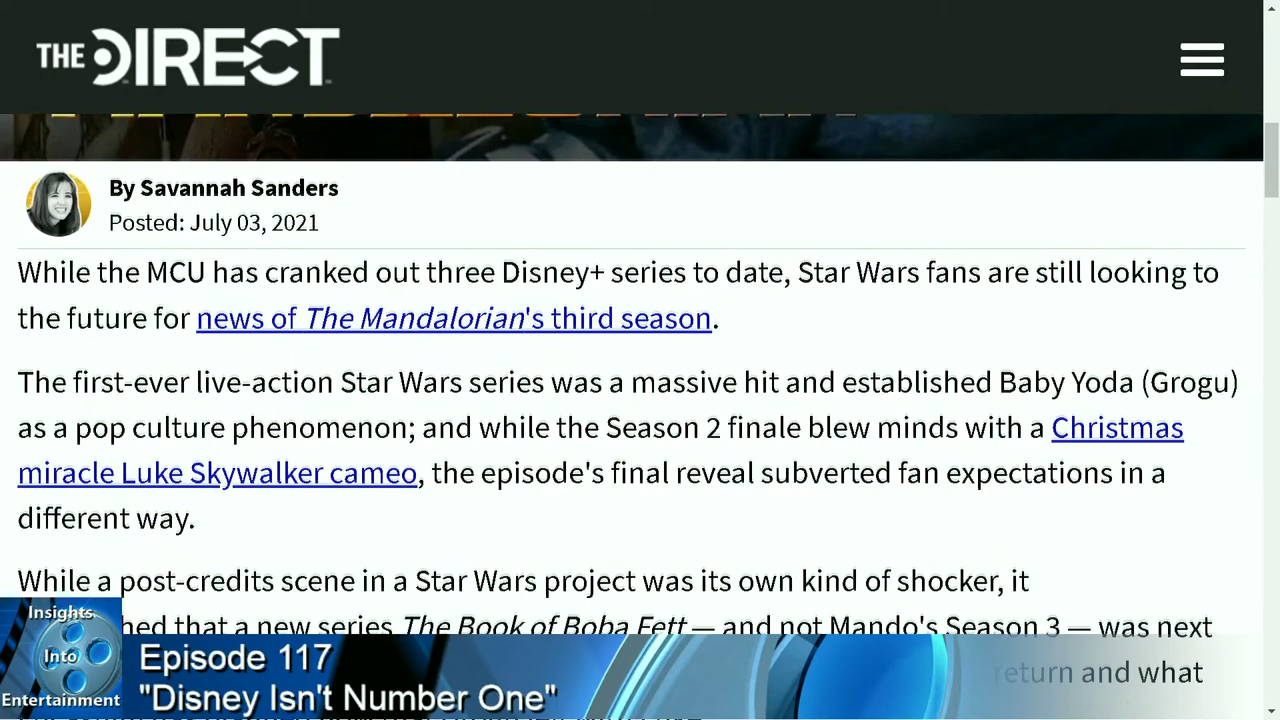 THE DIRECT
By Savannah Sanders
Posted: July 03, 2021
While the MCU has cranked out three Disney+ series to date, Star Wars fans are still looking to
the future for news of The Mandalorian's third season.
The first-ever live-action Star Wars series was a massive hit and established Baby Yoda (Grogu)
as a pop culture phenomenon; and while the Season 2 finale blew minds with a Christmas
miracle Luke Skywalker cameo, the episode's final reveal subverted fan expectations in a
different way.
While a post-credits scene in a Star Wars project was its own kind of shocker, it
hed that a new series The Book of Boba Fett — and not Mando's Season 3 — was next
return and what
Insights
Into
Entertainment
Episode 117
"Disney Isn't Number One"